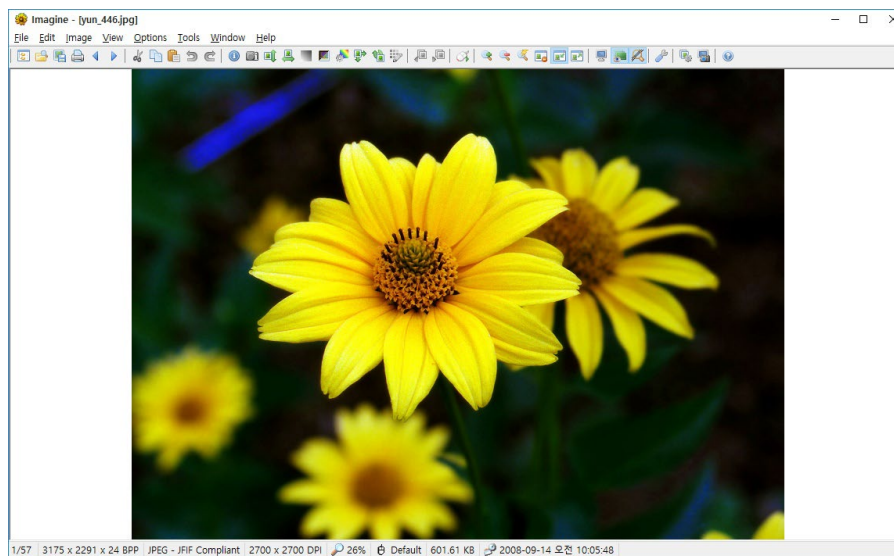 Imagine - [yun_446.jpg]
File Edit Image View Options Tools Window Help
1/57 3175 x 2291 x 24 BPP JPEG - JFIF Compliant 2700 x 2700 DPI 26% Default 601.61 KB 2008-09-14 오전 10:05:48